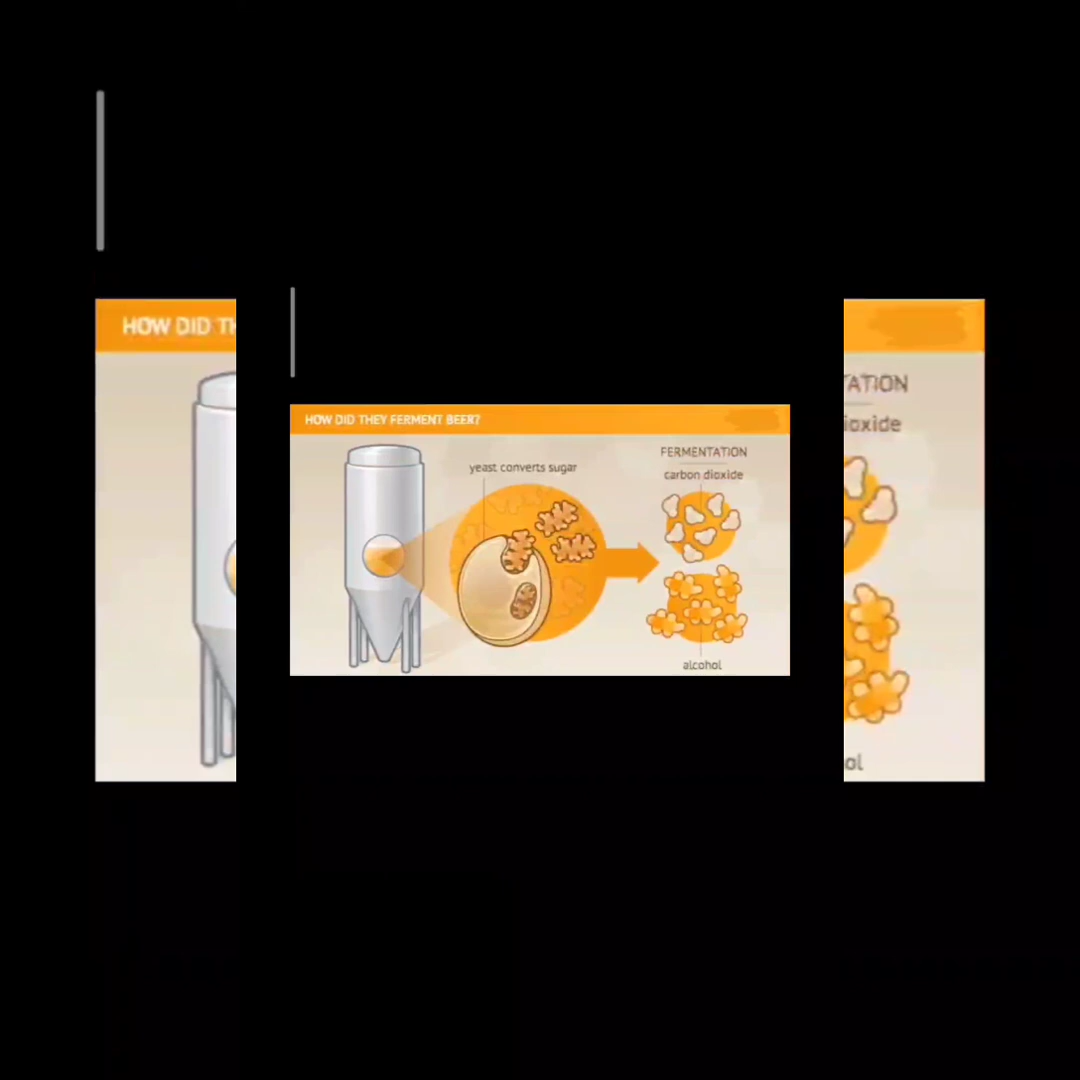 HOW DID TH
HOW DID THEY FERMENT BEER?
yeast converts sugar
FERMENTATION
carbon dioxide
alcohol
TATION
ioxide
ol